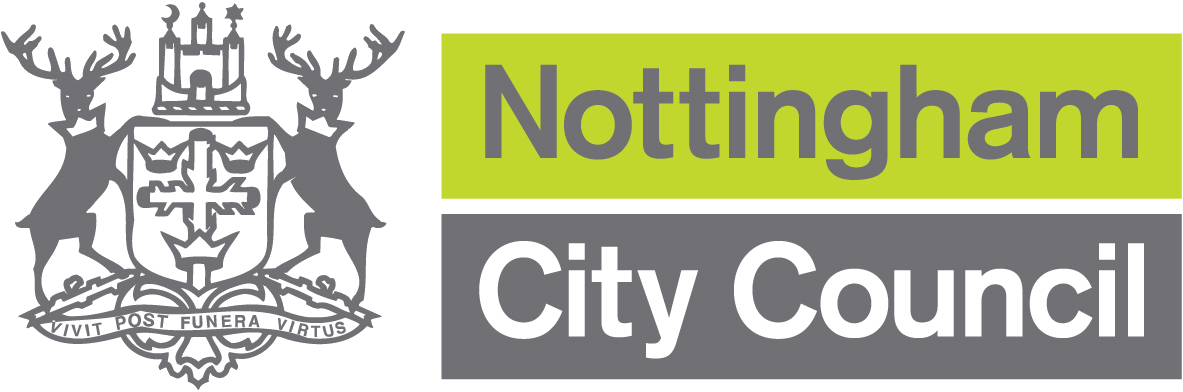 Nottingham
City Council
VIVIT POST FUNERA VIRTUS